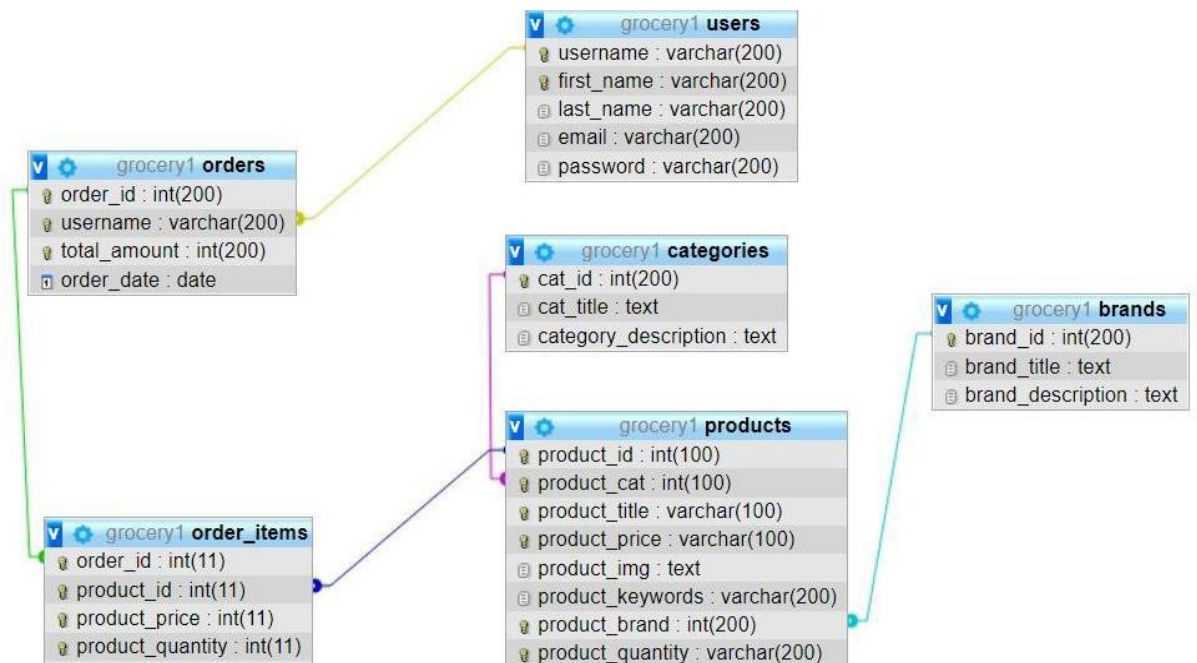 v grocery1 users
username : varchar(200)
first_name : varchar(200)
last_name : varchar(200)
email : varchar(200)
password : varchar(200)
v grocery1 orders
order_id : int(200)
username : varchar(200)
total_amount : int(200)
order_date : date
v grocery1 categories
cat_id : int(200)
cat_title : text
category_description : text
v grocery1 brands
brand_id : int(200)
brand_title : text
brand_description : text
v grocery1 products
product_id : int(100)
product_cat : int(100)
product_title : varchar(100)
product_price : varchar(100)
product_img : text
product_keywords : varchar(200)
product_brand : int(200)
product_quantity : varchar(200)
v grocery1 order_items
order_id : int(11)
product_id : int(11)
product_price : int(11)
product_quantity : int(11)